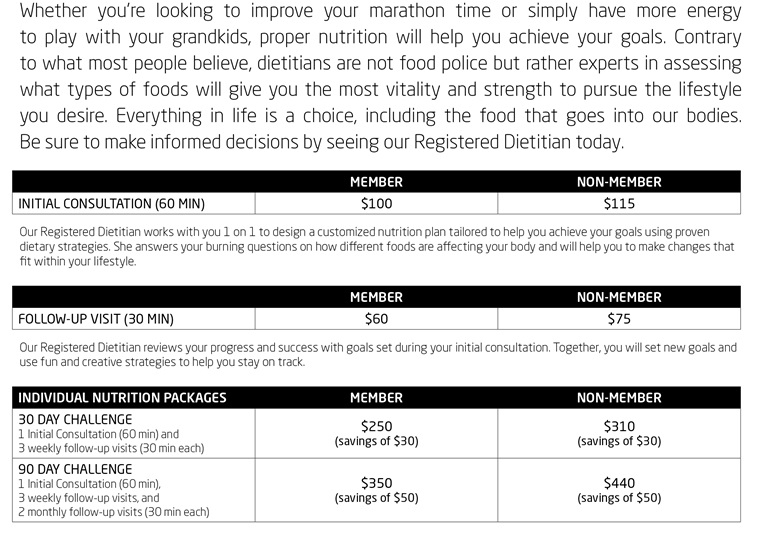 Whether you're looking to improve your marathon time or simply have more energy
to play with your grandkids, proper nutrition will help you achieve your goals. Contrary
to what most people believe, dietitians are not food police but rather experts in assessing
what types of foods will give you the most vitality and strength to pursue the lifestyle
you desire. Everything in life is a choice, including the food that goes into our bodies.
Be sure to make informed decisions by seeing our Registered Dietitian today.
MEMBER NON-MEMBER
INITIAL CONSULTATION (60 MIN) $100 $115
Our Registered Dietitian works with you 1 on 1 to design a customized nutrition plan tailored to help you achieve your goals using proven
dietary strategies. She answers your burning questions on how different foods are affecting your body and will help you to make changes that
fit within your lifestyle.
MEMBER NON-MEMBER
FOLLOW-UP VISIT (30 MIN) $60 $75
Our Registered Dietitian reviews your progress and success with goals set during your initial consultation. Together, you will set new goals and
use fun and creative strategies to help you stay on track.
INDIVIDUAL NUTRITION PACKAGES MEMBER NON-MEMBER
30 DAY CHALLENGE
1 Initial Consultation (60 min) and
3 weekly follow-up visits (30 min each)
$250 $310
(savings of $30) (savings of $30)
90 DAY CHALLENGE
1 Initial Consultation (60 min),
3 weekly follow-up visits, and
2 monthly follow-up visits (30 min each)
$350 $440
(savings of $50) (savings of $50)